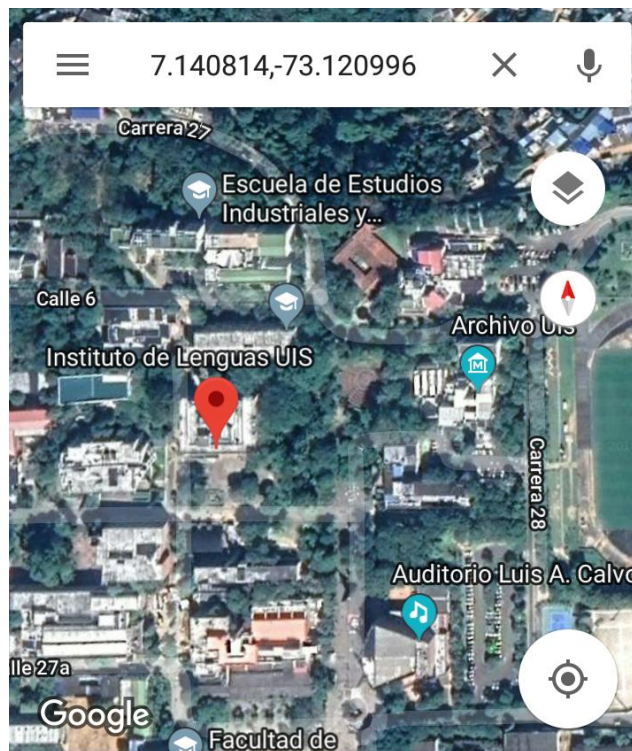 7.140814,-73.120996
Carrera 27
Escuela de Estudios
Industriales y...
Calle 6
Archivo UIS
Instituto de Lenguas UIS
M
Carrera 28
Auditorio Luis A. Calvo
lle 27a
Google
Facultad de